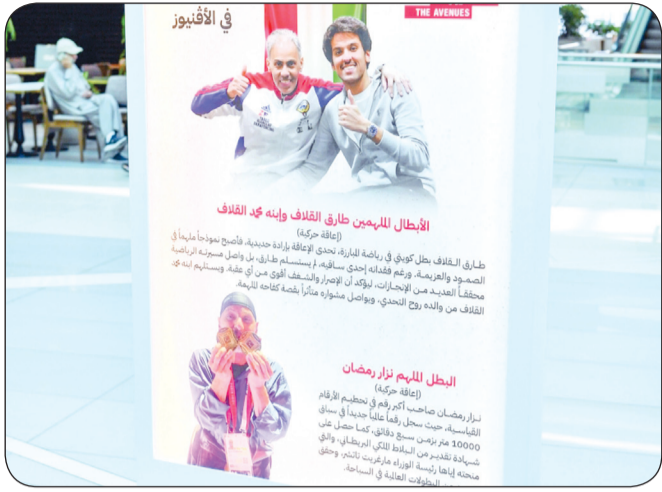 في الأڤنيوز
THE AVENUES
الأبطال الملهمين طارق القلاف وإبنه محمد القلاف
(إعاقة حركية)
طارق القلاف بطل كويتي في رياضة المبارزة، تحدى الإعاقة بإرادة حديدية، فأصبح نموذجاً ملهماً في
الصمود والعزيمة. ورغم فقدانه إحدى ساقيه، لم يستسلم طارق، بل واصل مسيرته الرياضية
محققاً العديد من الإنجازات، ليؤكد أن الإصرار والشغف أقوى من أي عقبة. ويستلهم ابنه محمد
القلاف من والده روح التحدي، ويواصل مشواره متأثراً بقصة كفاحه الملهمة.
البطل الملهم نزار رمضان
(إعاقة حركية)
نزار رمضان صاحب أكبر رقم في تحطيم الأرقام
القياسية، حيث سجل رقماً عالمياً جديداً في سباق
10000 متر بزمن سبع دقائق، كما حصل على
شهادة تقدير من البلاط الملكي البريطاني، والتي
منحته إياها رئيسة الوزراء مارغريت تاتشر، وحقق
البطولات العالمية في السباحة.